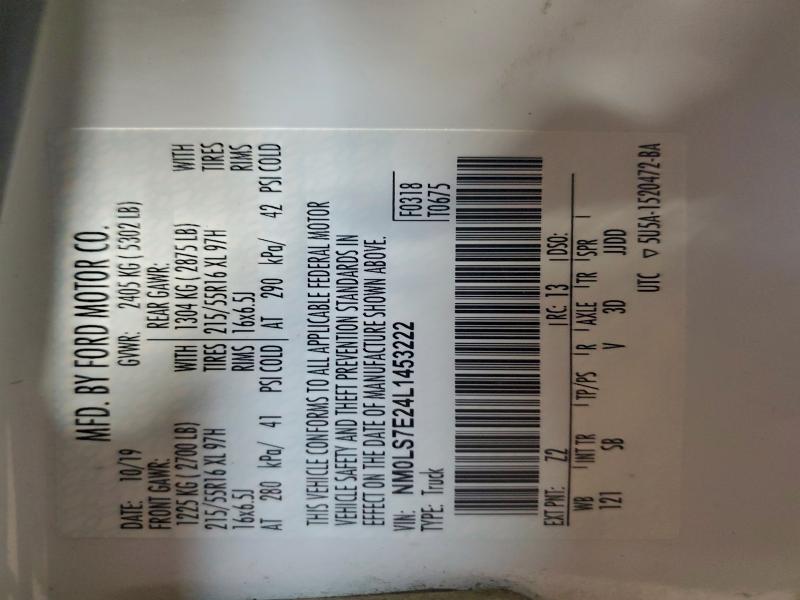 MFD. BY FORD MOTOR CO.
DATE: 10/19 GVWR: 2405 KG ( 5302 LB)
FRONT GAWR: REAR GAWR:
1225 KG ( 2700 LB) WITH 1304 KG ( 2875 LB) WITH
215/55R16 XL 97H TIRES 215/55R16 XL 97H TIRES
16x6.5J RIMS 16x6.5J RIMS
AT 280 kPa/ 41 PSI COLD AT 290 kPa/ 42 PSI COLD
THIS VEHICLE CONFORMS TO ALL APPLICABLE FEDERAL MOTOR
VEHICLE SAFETY AND THEFT PREVENTION STANDARDS IN
EFFECT ON THE DATE OF MANUFACTURE SHOWN ABOVE.
VIN: NM0LS7E24L1453222 F0318
TYPE: Truck T0675
EXT PNT: Z2 RC: 13 DSO:
WB INT TR TP/PS R AXLE TR SPR
121 SB V 3D JJDD
UTC ▽ 5U5A-1520472-BA